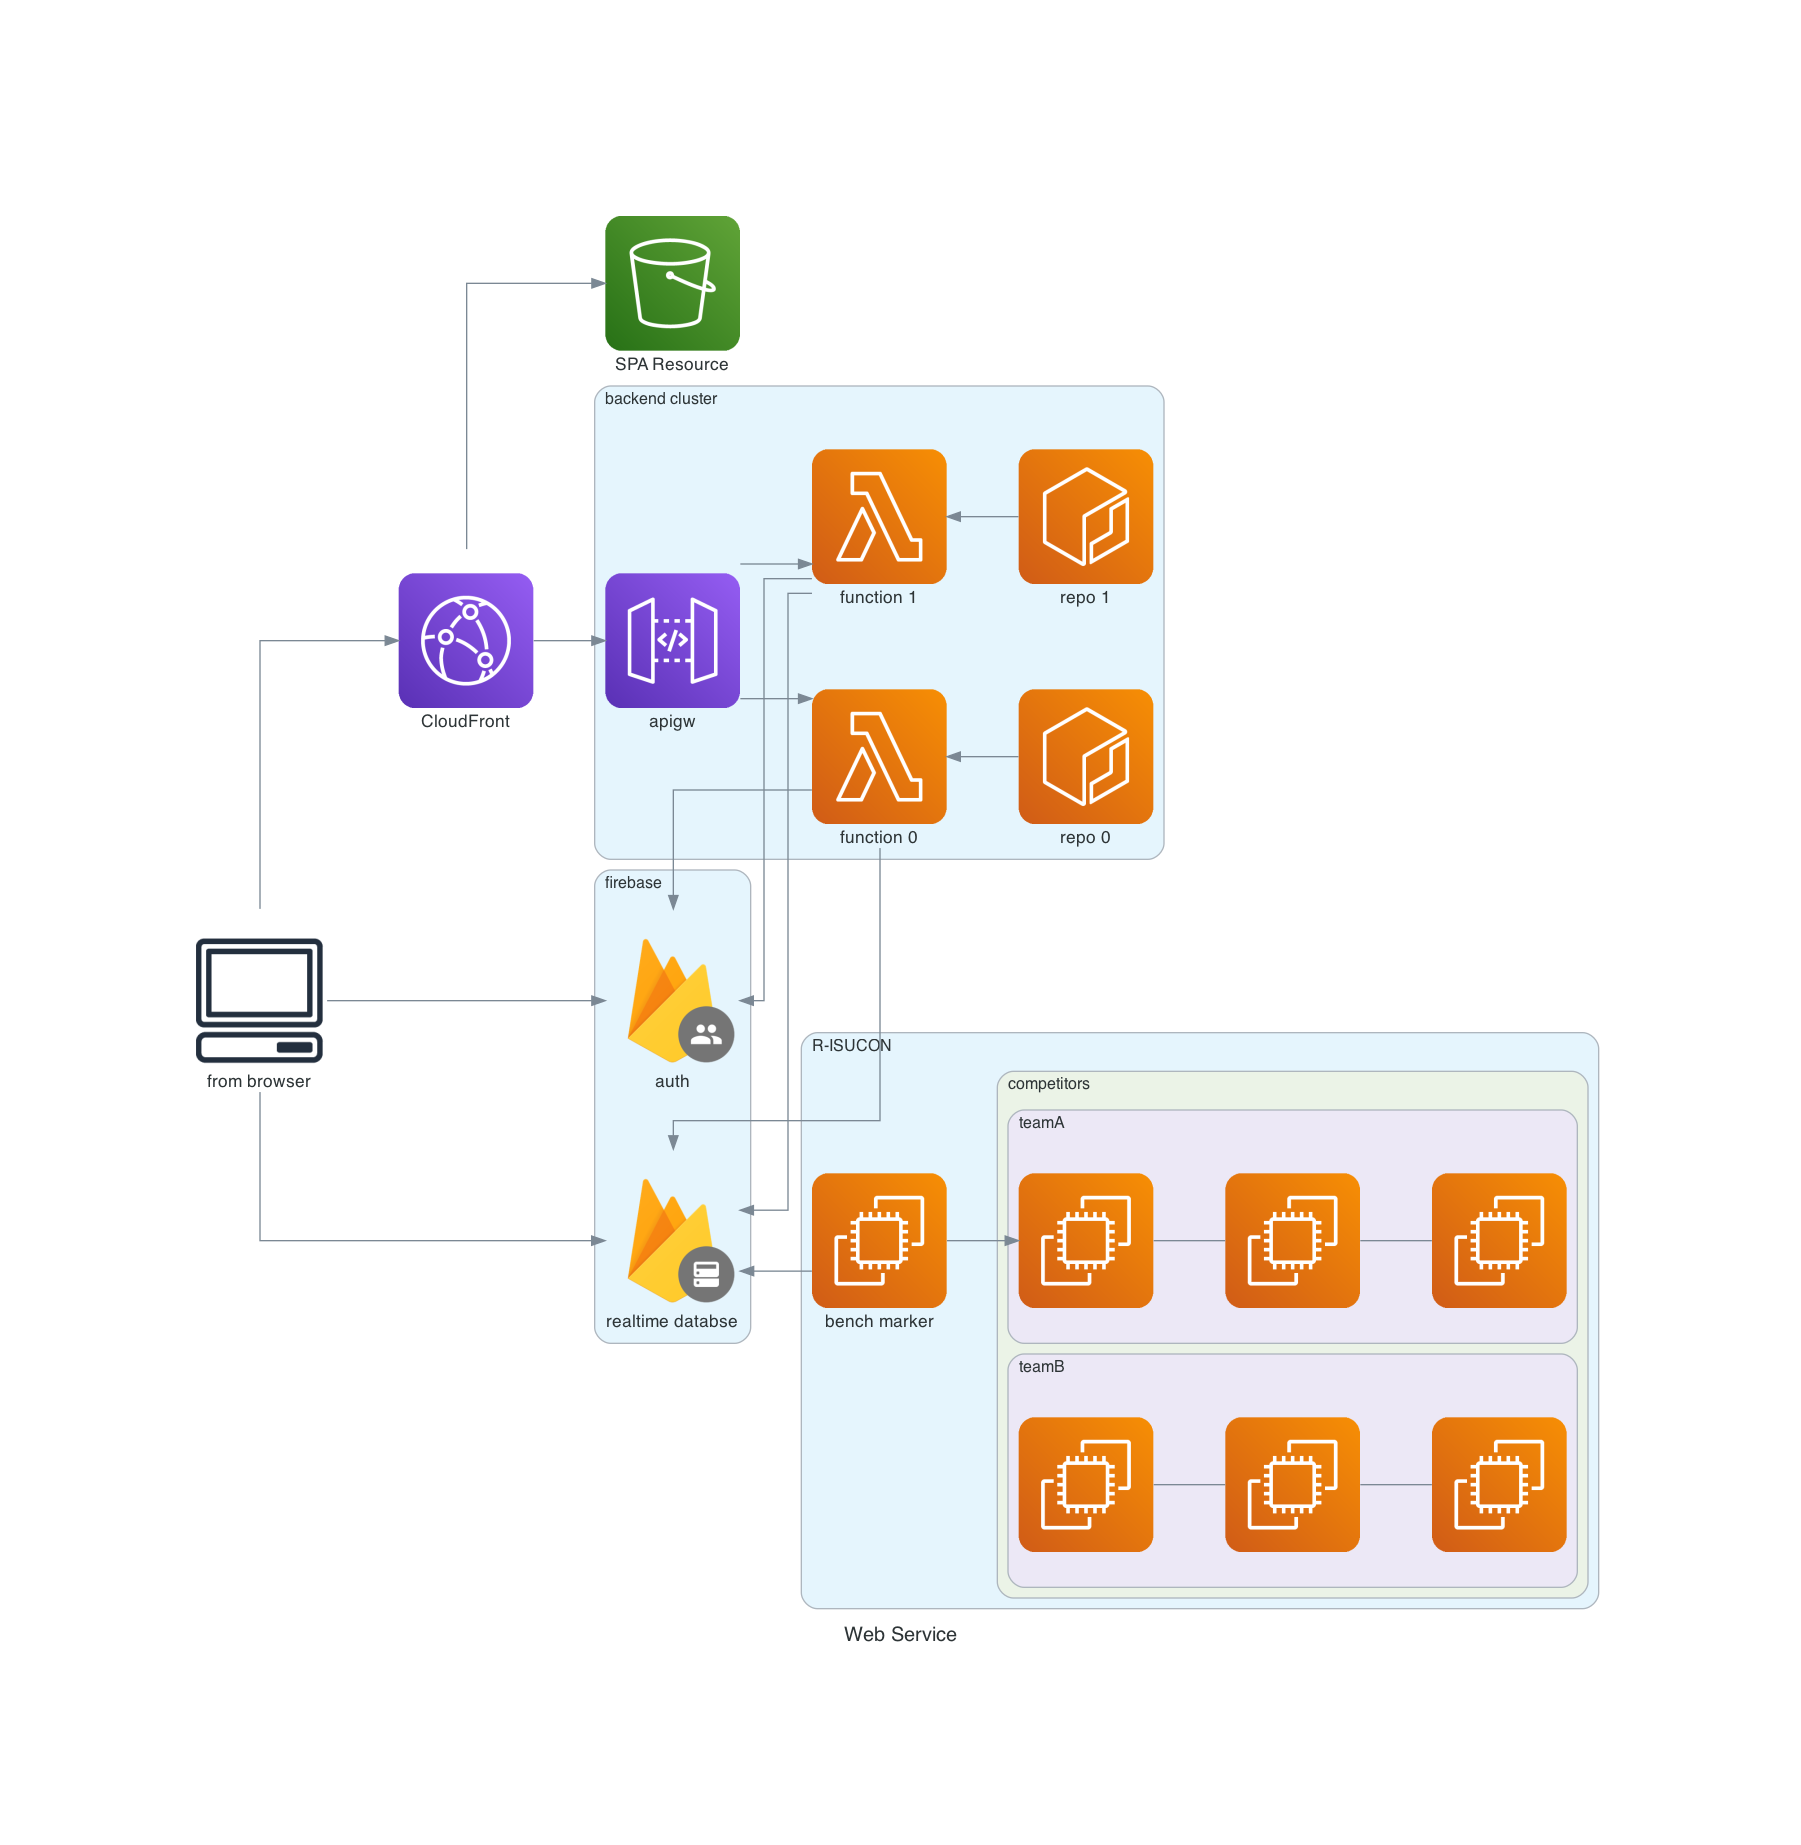 SPA Resource
backend cluster
function 1
repo 1
CloudFront
apigw
function 0
repo 0
firebase
from browser
auth
R-ISUCON
competitors
teamA
realtime databse
bench marker
teamB
Web Service